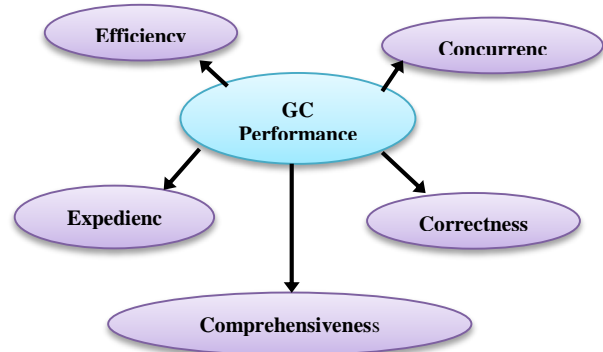 Efficiency
Concurrenc
GC
Performance
Expedienc
Correctness
Comprehensiveness